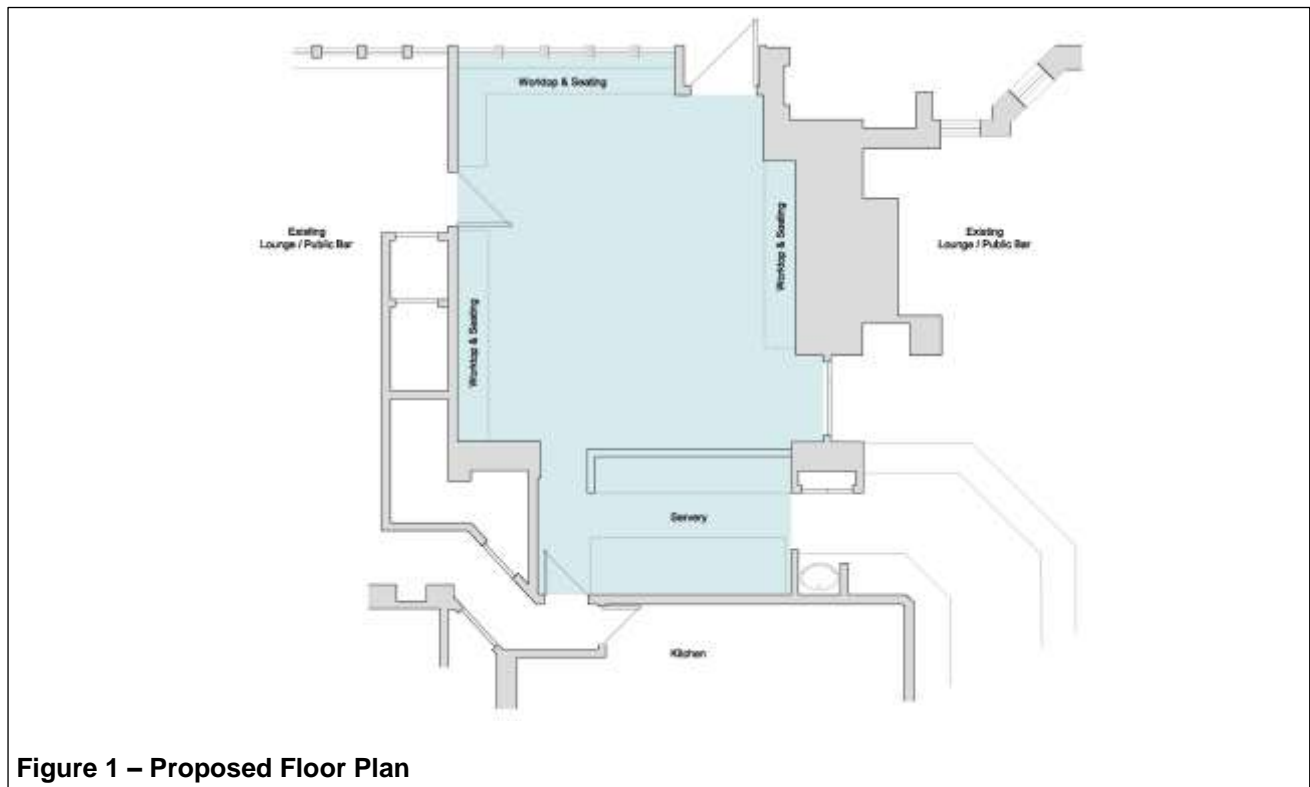 Worktop & Seating
Existing
Lounge / Public Bar
Worktop & Seating
Existing
Lounge / Public Bar
Worktop & Seating
Servery
Kitchen
Figure 1 – Proposed Floor Plan